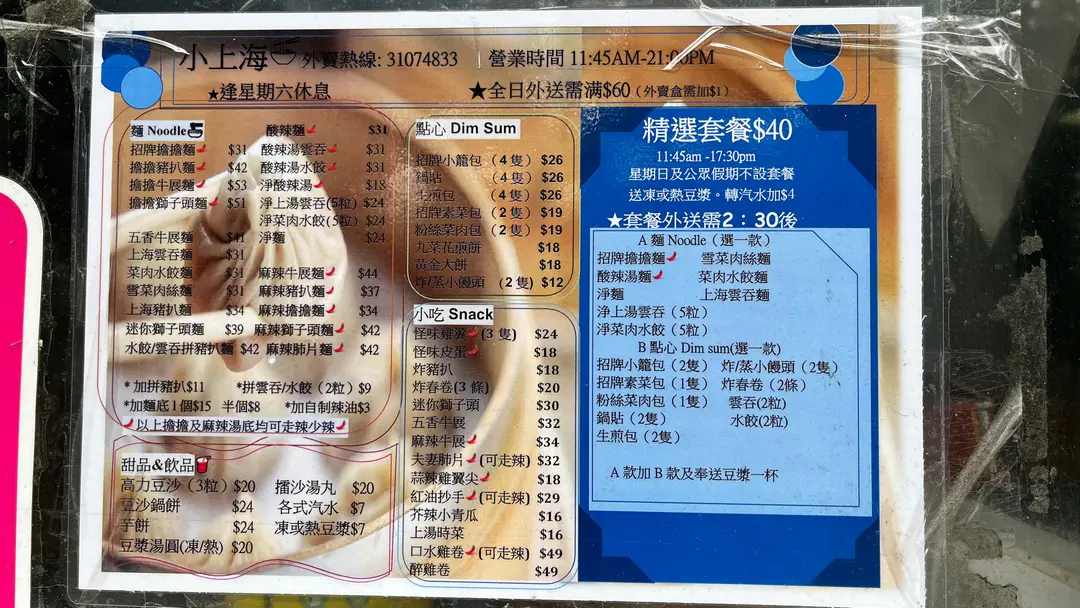 小上海 外賣熱線: 31074833 | 營業時間 11:45AM-21:00PM
★逢星期六休息 ★全日外送需满$60（外賣盒需加$1）
麵 Noodle
招牌擔擔麵 $31
擔擔豬扒麵 $42
擔擔牛展麵 $53
擔擔獅子頭麵 $51
五香牛展麵 $41
上海雲吞麵 $31
菜肉水餃麵 $31
雪菜肉絲麵 $31
上海豬扒麵 $34
迷你獅子頭麵 $39
水餃/雲吞拼豬扒麵 $42
酸辣麵 $31
酸辣湯雲吞 $31
酸辣湯水餃 $31
淨酸辣湯 $18
淨上湯雲吞(5粒) $24
淨菜肉水餃(5粒) $24
淨麵 $24
麻辣牛展麵 $44
麻辣豬扒麵 $37
麻辣擔擔麵 $34
麻辣獅子頭麵 $42
麻辣肺片麵 $42
*加拼豬扒$11 *拼雲吞/水餃（2粒）$9
*加麵底1個$15 半個$8 *加自制辣油$3
以上擔擔及麻辣湯底均可走辣少辣
甜品&飲品
高力豆沙（3粒）$20
豆沙鍋餅 $24
芋餅 $24
豆漿湯圓(凍/熱) $20
擂沙湯丸 $20
各式汽水 $7
凍或熱豆漿$7
點心 Dim Sum
招牌小籠包（4隻）$26
鍋貼（4隻）$26
生煎包（4隻）$26
招牌素菜包（2隻）$19
粉絲菜肉包（2隻）$19
九菜花煎餅 $18
黃金大餅 $18
炸/蒸小饅頭（2隻）$12
小吃 Snack
怪味雞翼(3隻) $24
怪味皮蛋 $18
炸豬扒 $18
炸春卷(3條) $20
迷你獅子頭 $30
五香牛展 $32
麻辣牛展 $34
夫妻肺片(可走辣) $32
蒜辣雞翼尖 $18
紅油抄手(可走辣) $29
芥辣小青瓜 $16
上湯時菜 $16
口水雞卷(可走辣) $49
醉雞卷 $49
精選套餐$40
11:45am -17:30pm
星期日及公眾假期不設套餐
送凍或熱豆漿。轉汽水加$4
★套餐外送需2：30後
A 麵 Noodle（選一款）
招牌擔擔麵 雪菜肉絲麵
酸辣湯麵 菜肉水餃麵
淨麵 上海雲吞麵
淨上湯雲吞（5粒）
淨菜肉水餃（5粒）
B 點心 Dim sum(選一款)
招牌小籠包（2隻） 炸/蒸小饅頭（2隻）
招牌素菜包（1隻） 炸春卷（2條）
粉絲菜肉包（1隻） 雲吞(2粒)
鍋貼（2隻） 水餃(2粒)
生煎包（2隻）
A 款加 B 款及奉送豆漿一杯